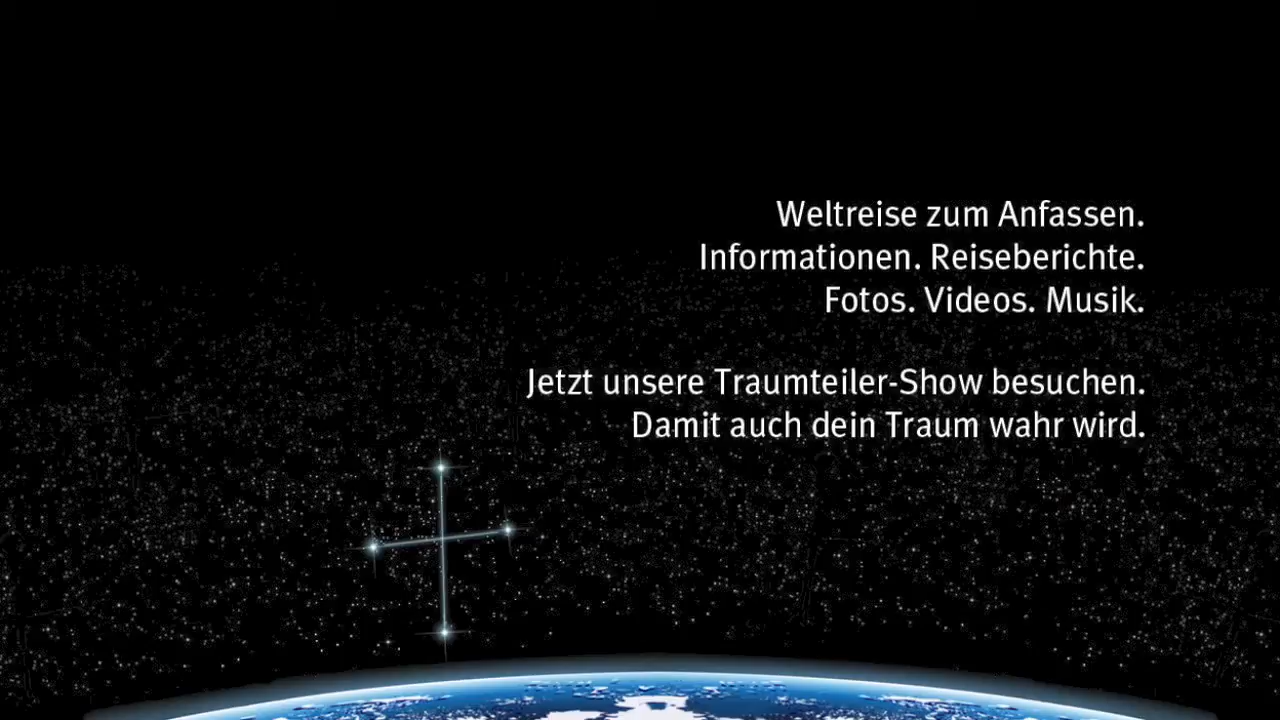 Weltreise zum Anfassen.
Informationen. Reiseberichte.
Fotos. Videos. Musik.
Jetzt unsere Traumteiler-Show besuchen.
Damit auch dein Traum wahr wird.